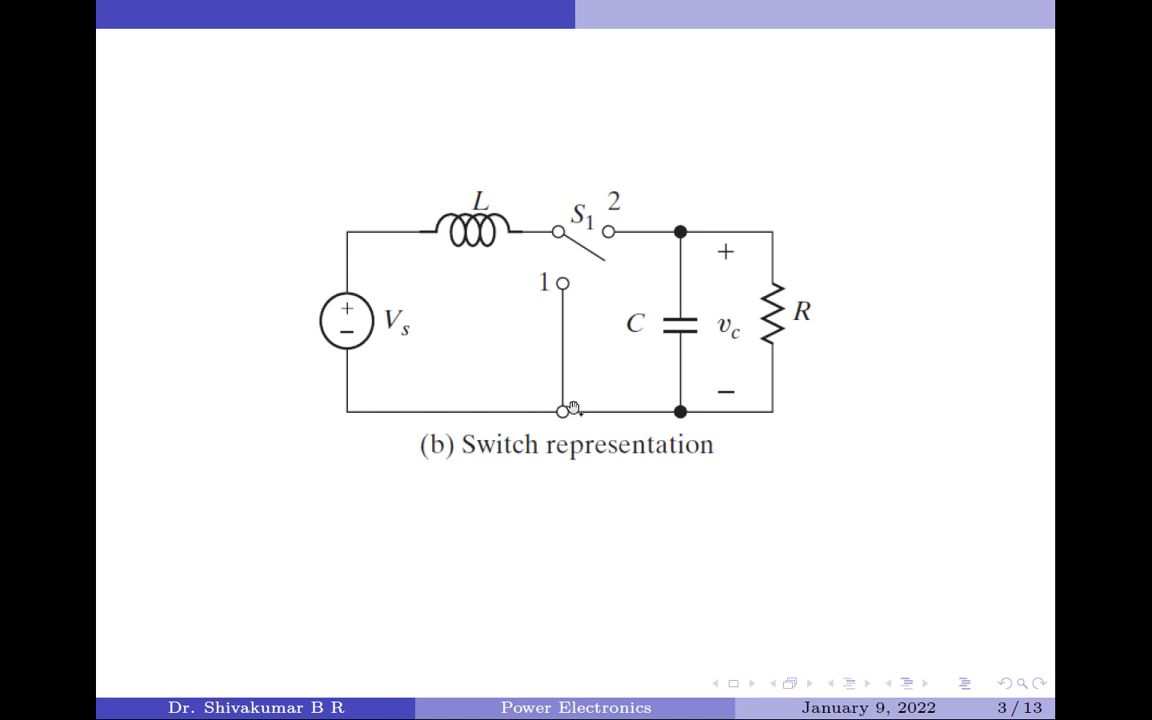 L
S1 2
+
1
+
−
Vs
C
vc
R
−
(b) Switch representation
Dr. Shivakumar B R Power Electronics January 9, 2022 3 / 13